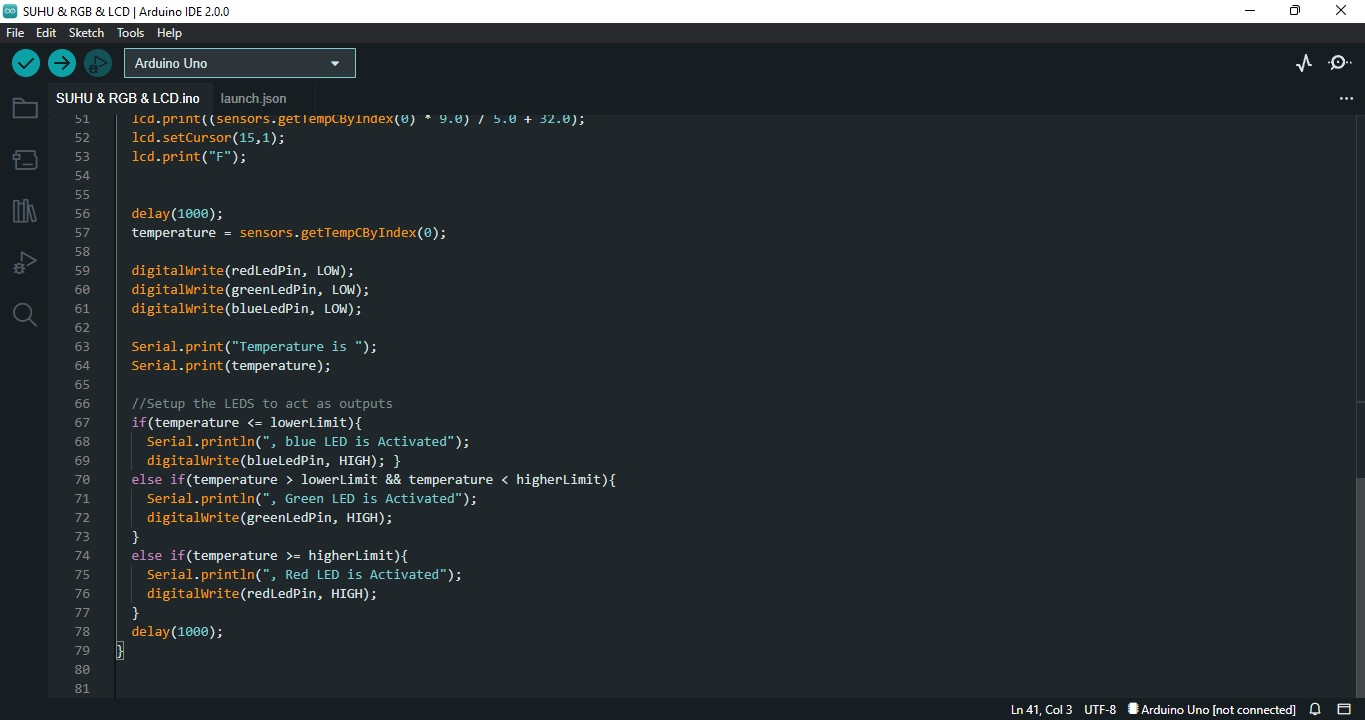 SUHU & RGB & LCD | Arduino IDE 2.0.0
File Edit Sketch Tools Help
Arduino Uno
SUHU & RGB & LCD.ino launch.json
51 lcd.print((sensors.getTempCByIndex(0) * 9.0) / 5.0 + 32.0);
52 lcd.setCursor(15,1);
53 lcd.print("F");
54
55
56 delay(1000);
57 temperature = sensors.getTempCByIndex(0);
58
59 digitalWrite(redLedPin, LOW);
60 digitalWrite(greenLedPin, LOW);
61 digitalWrite(blueLedPin, LOW);
62
63 Serial.print("Temperature is ");
64 Serial.print(temperature);
65
66 //Setup the LEDS to act as outputs
67 if(temperature <= lowerLimit){
68 Serial.println(", blue LED is Activated");
69 digitalWrite(blueLedPin, HIGH); }
70 else if(temperature > lowerLimit && temperature < higherLimit){
71 Serial.println(", Green LED is Activated");
72 digitalWrite(greenLedPin, HIGH);
73 }
74 else if(temperature >= higherLimit){
75 Serial.println(", Red LED is Activated");
76 digitalWrite(redLedPin, HIGH);
77 }
78 delay(1000);
79 }
80
81
Ln 41, Col 3 UTF-8 Arduino Uno [not connected]